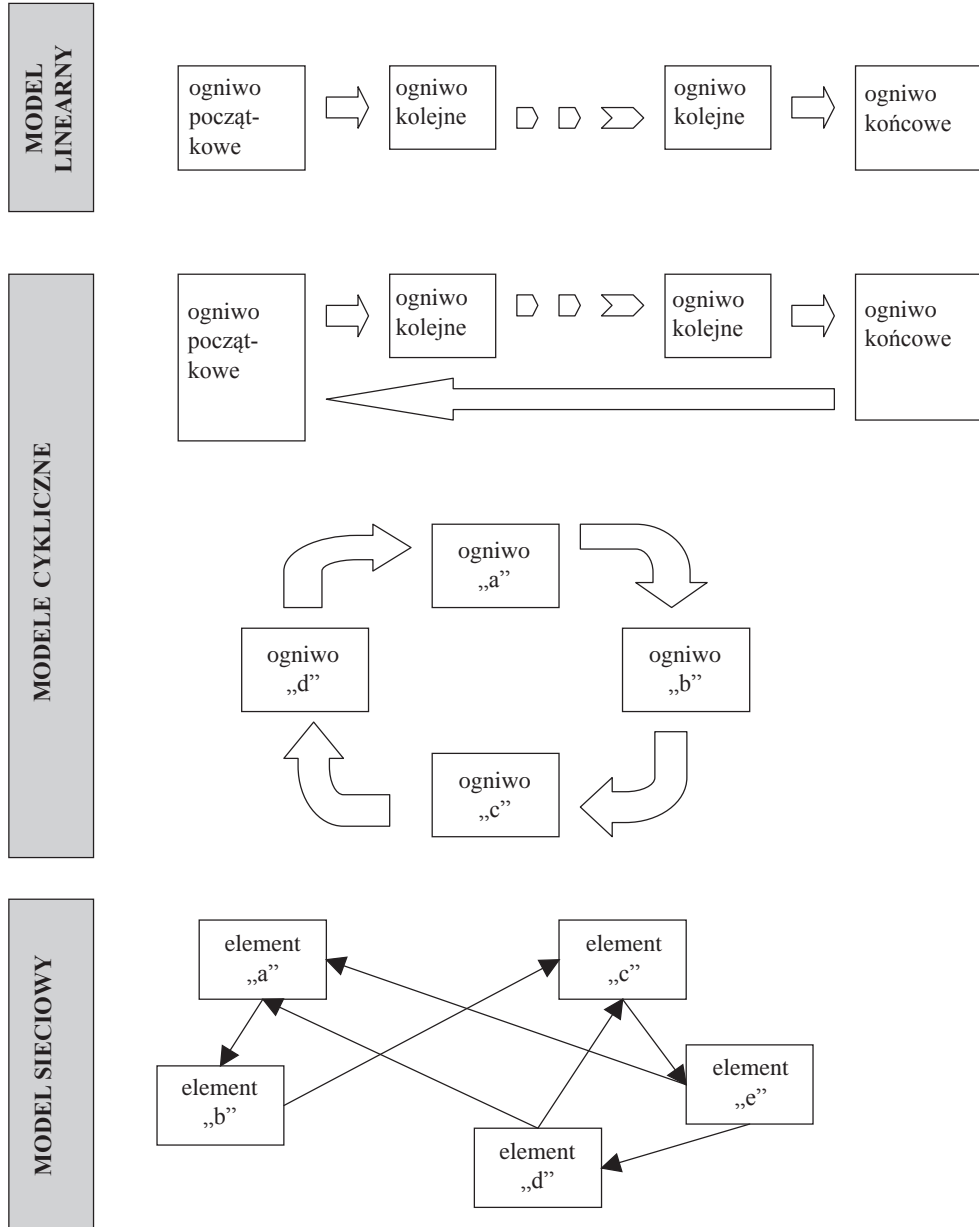 MODEL
LINEARNY
ogniwo
począt-
kowe
ogniwo
kolejne
ogniwo
kolejne
ogniwo
końcowe
MODELE CYKLICZNE
ogniwo
począt-
kowe
ogniwo
kolejne
ogniwo
kolejne
ogniwo
końcowe
ogniwo
„a”
ogniwo
„d”
ogniwo
„b”
ogniwo
„c”
MODEL SIECIOWY
element
„a”
element
„c”
element
„b”
element
„e”
element
„d”